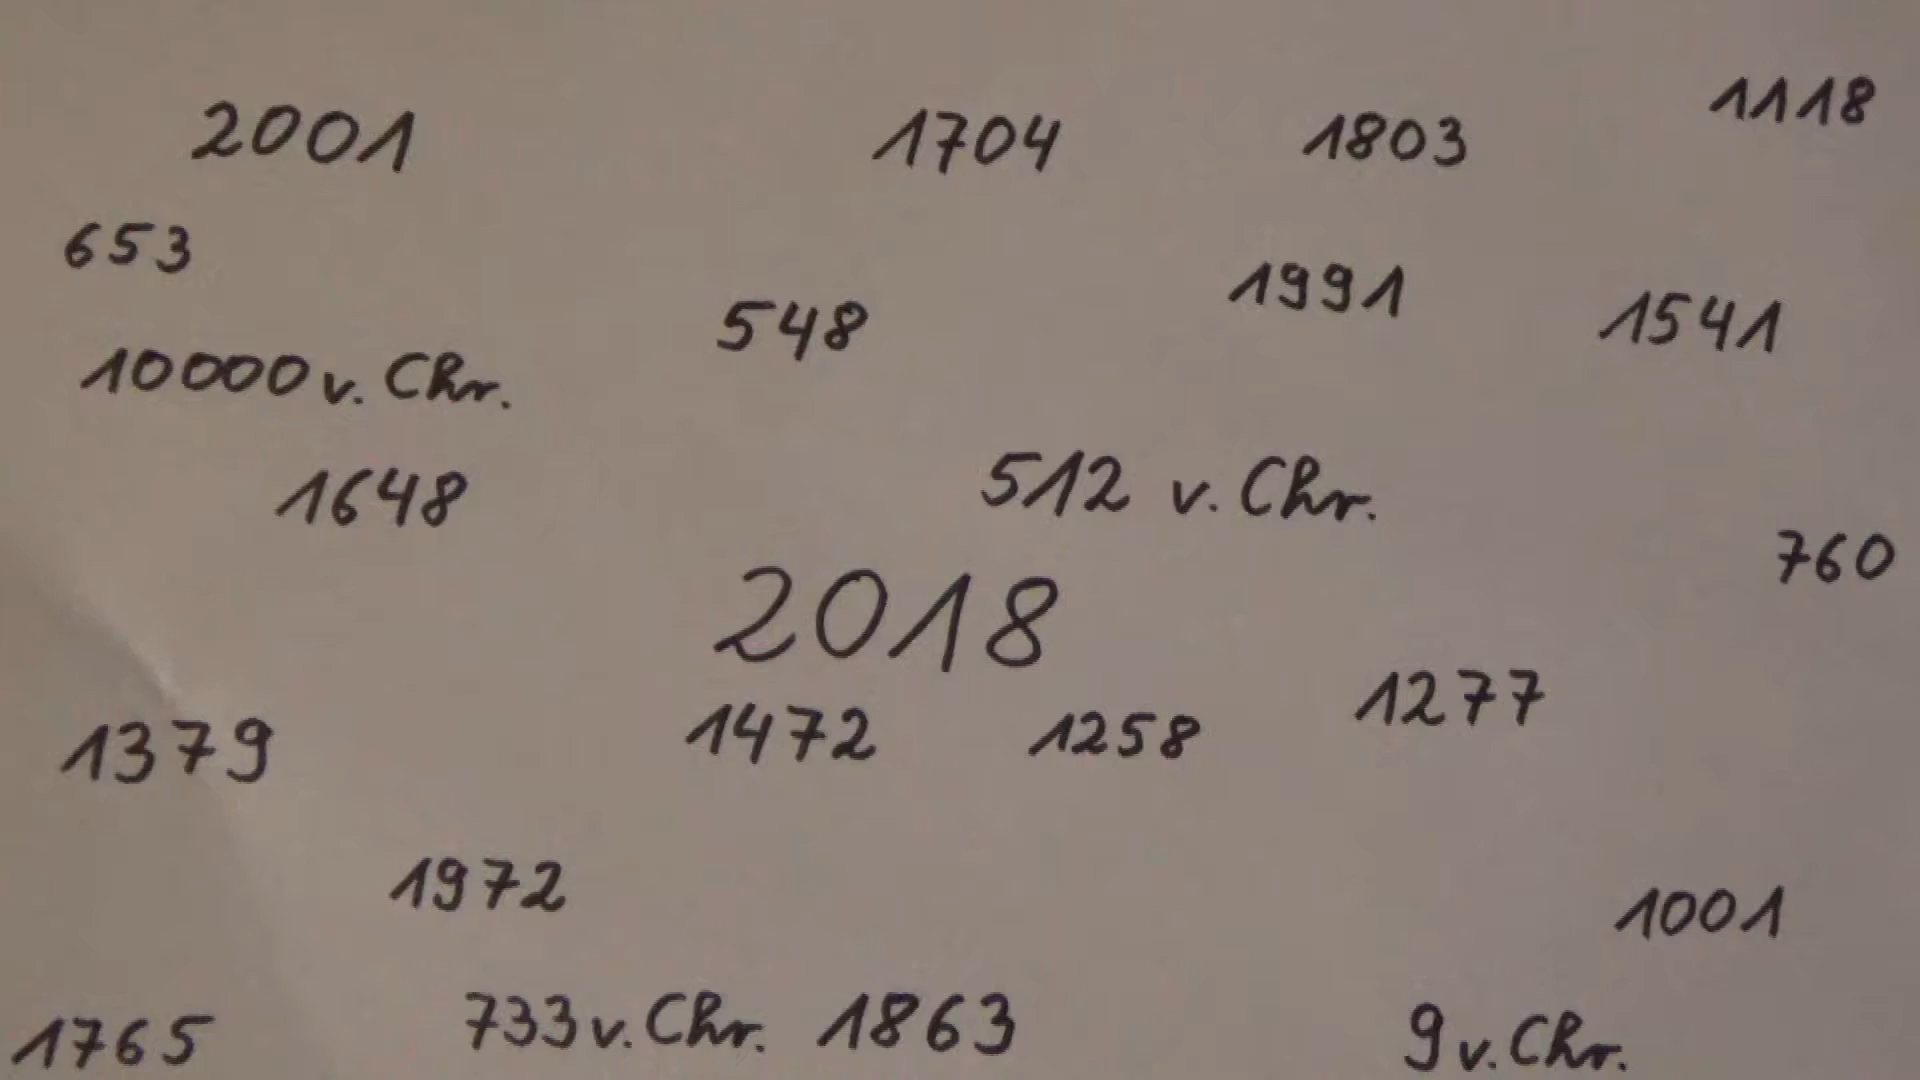 2001 1704 1803 1118
653
548 1991 1541
10000 v. Chr.
1648 512 v. Chr.
760
2018
1379 1472 1258 1277
1972 1001
1765 733 v. Chr. 1863 9 v. Chr.